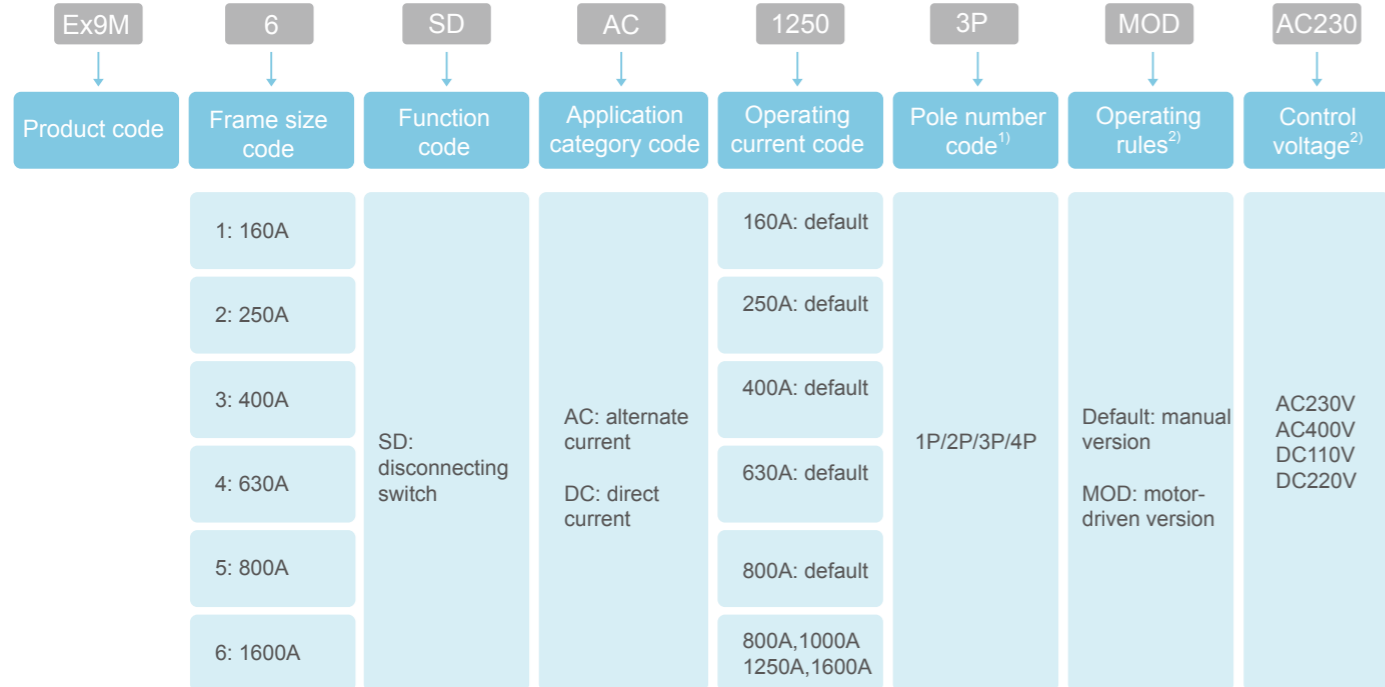 Ex9M
6
SD
AC
1250
3P
MOD
AC230
Product code
Frame size
code
Function
code
Application
category code
Operating
current code
Pole number
code1)
Operating
rules2)
Control
voltage2)
1: 160A
2: 250A
3: 400A
4: 630A
5: 800A
6: 1600A
SD:
disconnecting
switch
AC: alternate
current
DC: direct
current
160A: default
250A: default
400A: default
630A: default
800A: default
800A,1000A
1250A,1600A
1P/2P/3P/4P
Default: manual
version
MOD: motor-
driven version
AC230V
AC400V
DC110V
DC220V